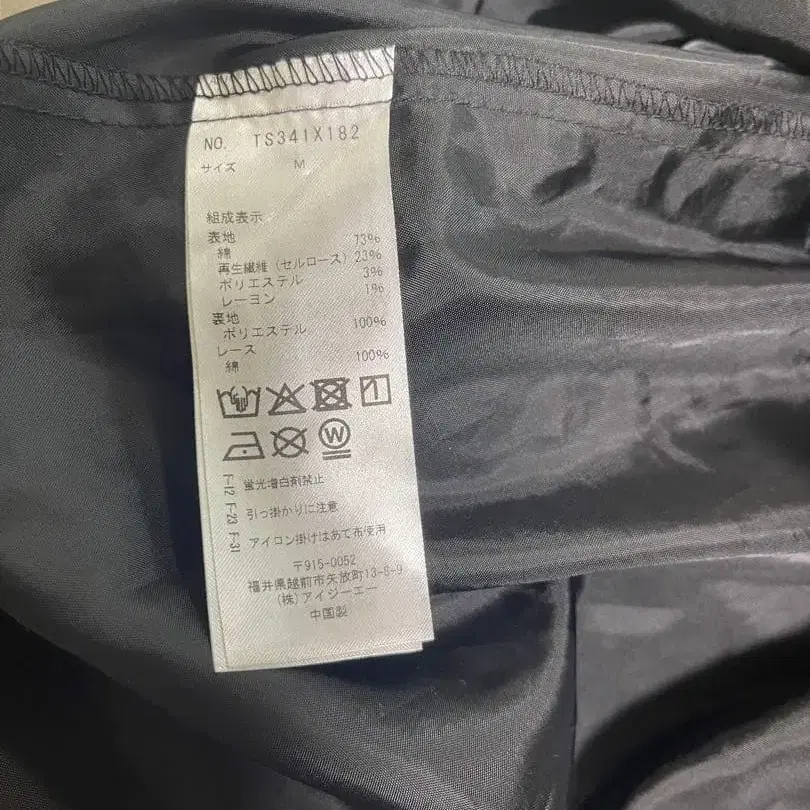 NO. TS341X182
サイズ M
組成表示
表地
綿 73%
再生繊維(セルロース) 23%
ポリエステル 3%
レーヨン 1%
裏地
ポリエステル 100%
レース
綿 100%
W
F-12 蛍光増白剤禁止
F-23 引っ掛かりに注意
F-31 アイロン掛けはあて布使用
〒915-0052
福井県越前市矢放町13-8-9
(株)アイジーエー
中国製